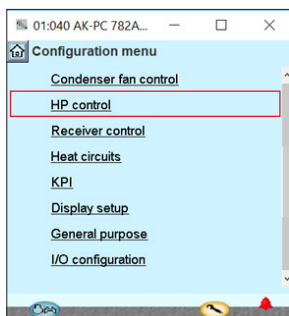 01:040 AK-PC 782A...
Configuration menu
Condenser fan control
HP control
Receiver control
Heat circuits
KPI
Display setup
General purpose
I/O configuration